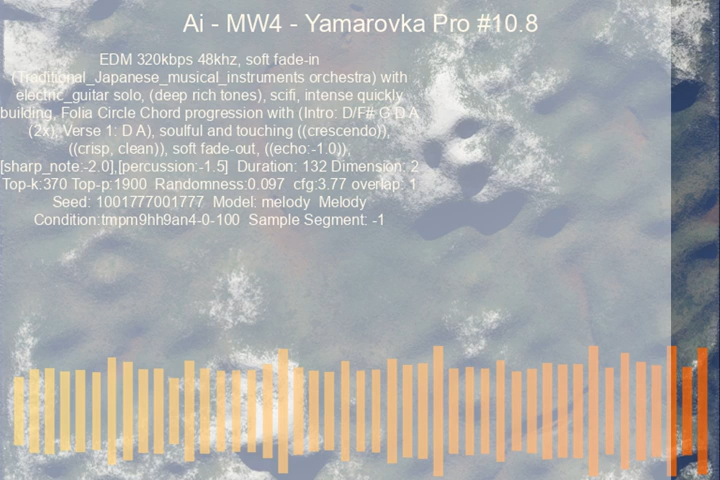 Ai - MW4 - Yamarovka Pro #10.8
EDM 320kbps 48khz, soft fade-in
(Traditional_Japanese_musical_instruments orchestra) with
electric_guitar solo, (deep rich tones), scifi, intense quickly
building, Folia Circle Chord progression with (Intro: D/F# G D A
(2x), Verse 1: D A), soulful and touching ((crescendo)),
((crisp, clean)), soft fade-out, ((echo:-1.0)),
[sharp_note:-2.0],[percussion:-1.5]  Duration: 132 Dimension: 2
Top-k:370 Top-p:1900  Randomness:0.097  cfg:3.77 overlap: 1
Seed: 1001777001777  Model: melody  Melody
Condition:tmpm9hh9an4-0-100  Sample Segment: -1